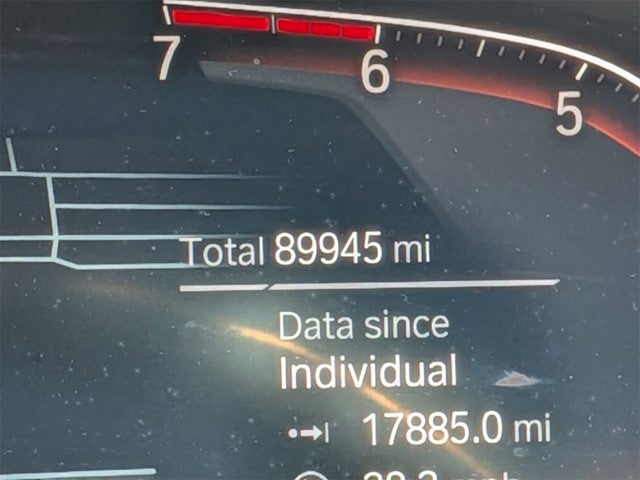 7
6
5
Total 89945 mi
Data since
Individual
17885.0 mi